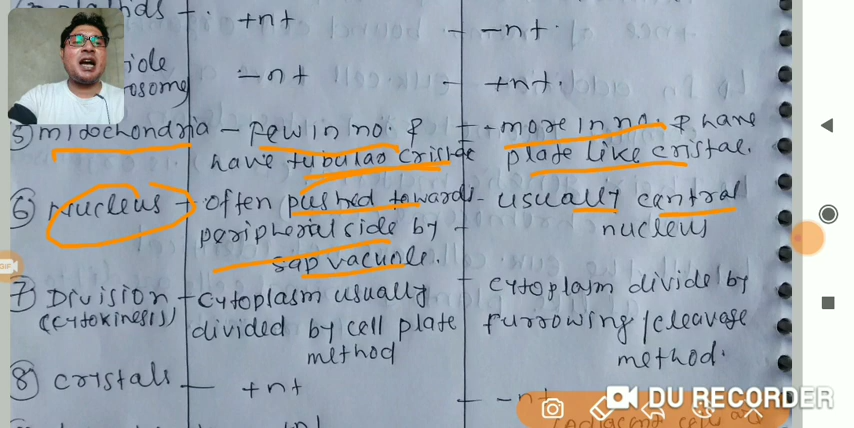 +nt
- -nt
-nt
- +nt.
⑤ mitochondria - Few in no. & have tubular cristae
- more in no. & have plate like cristae.
⑥ Nucleus - often pushed towards peripherial side by sap vacuole.
- usually central nucleus
⑦ Division (cytokinesis) - cytoplasm usually divided by cell plate method
- cytoplasm divide by furrowing/cleavage method.
⑧ cristals - +nt
- -nt
DU RECORDER
GIF